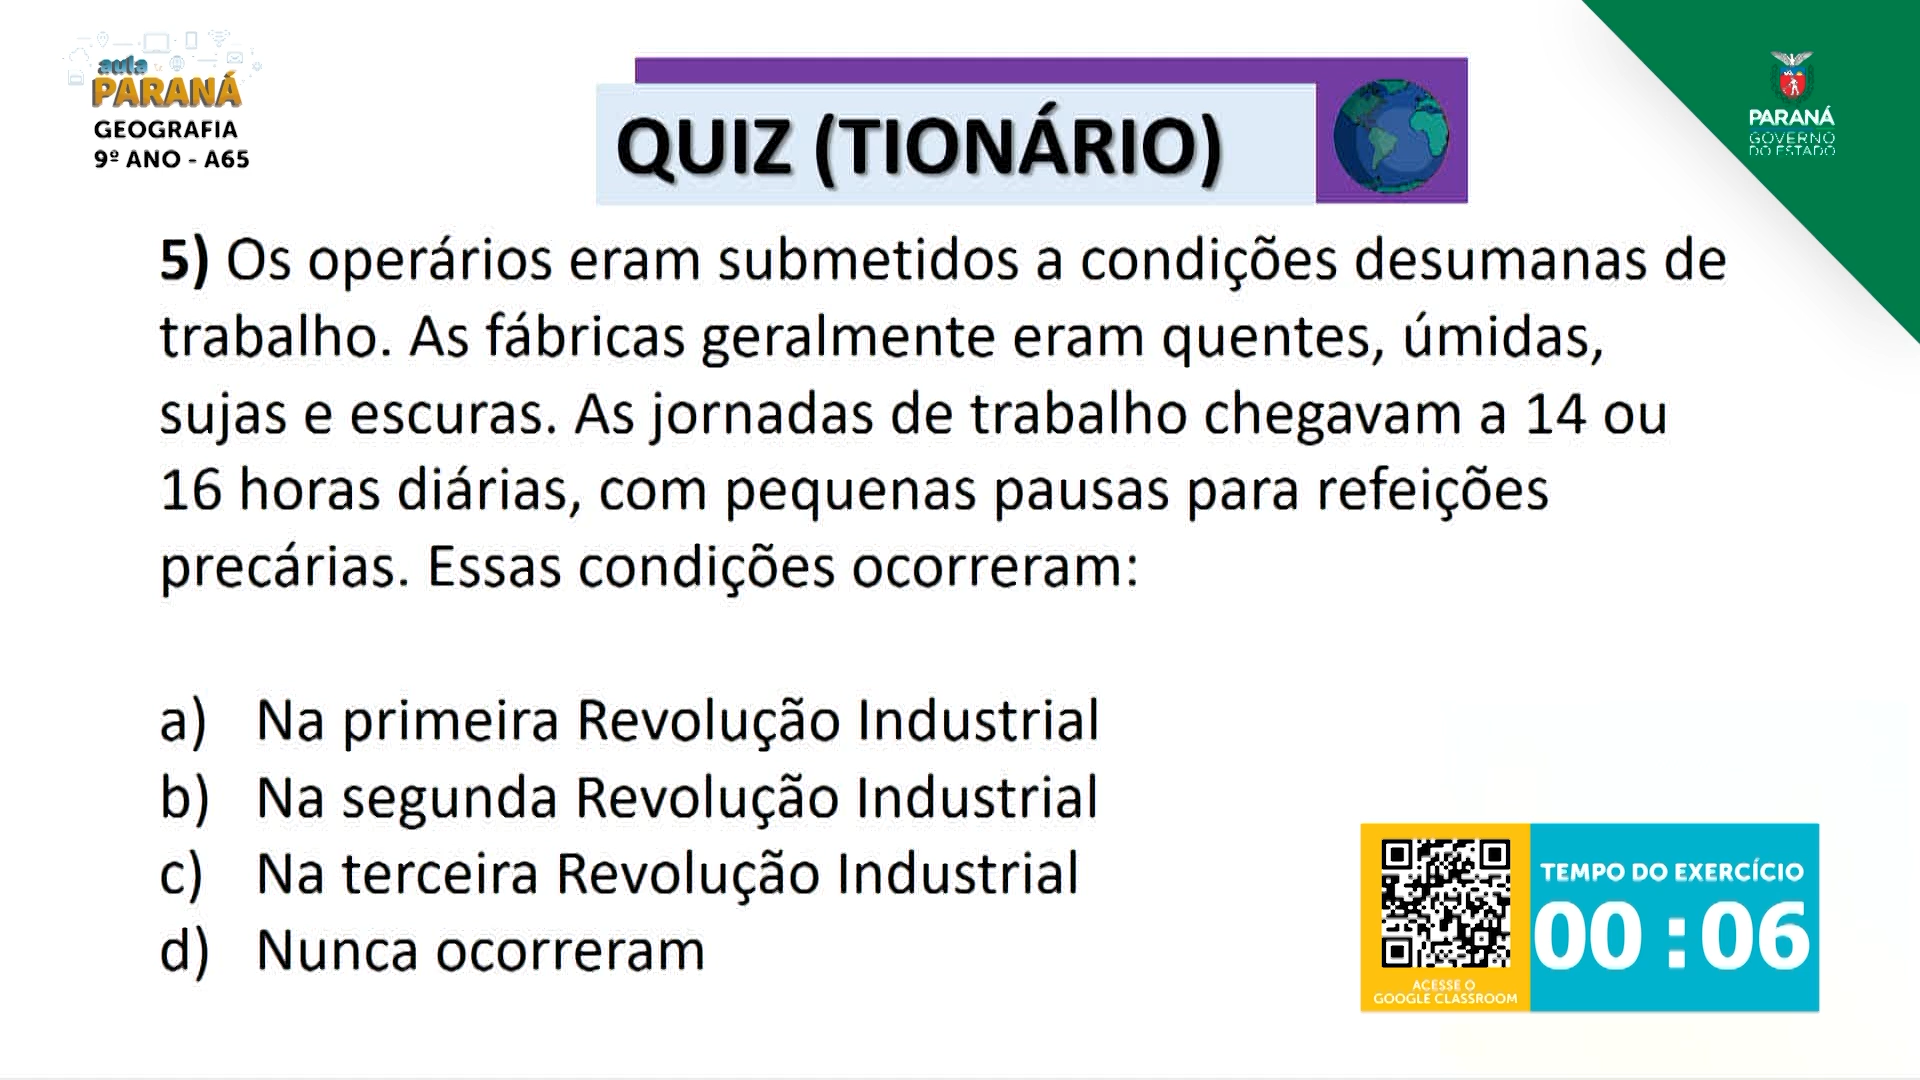 aula
PARANÁ
GEOGRAFIA
9º ANO - A65
QUIZ (TIONÁRIO)
PARANÁ
GOVERNO
DO ESTADO
5) Os operários eram submetidos a condições desumanas de
trabalho. As fábricas geralmente eram quentes, úmidas,
sujas e escuras. As jornadas de trabalho chegavam a 14 ou
16 horas diárias, com pequenas pausas para refeições
precárias. Essas condições ocorreram:
a) Na primeira Revolução Industrial
b) Na segunda Revolução Industrial
c) Na terceira Revolução Industrial
d) Nunca ocorreram
ACESSE O
GOOGLE CLASSROOM
TEMPO DO EXERCÍCIO
00 : 06